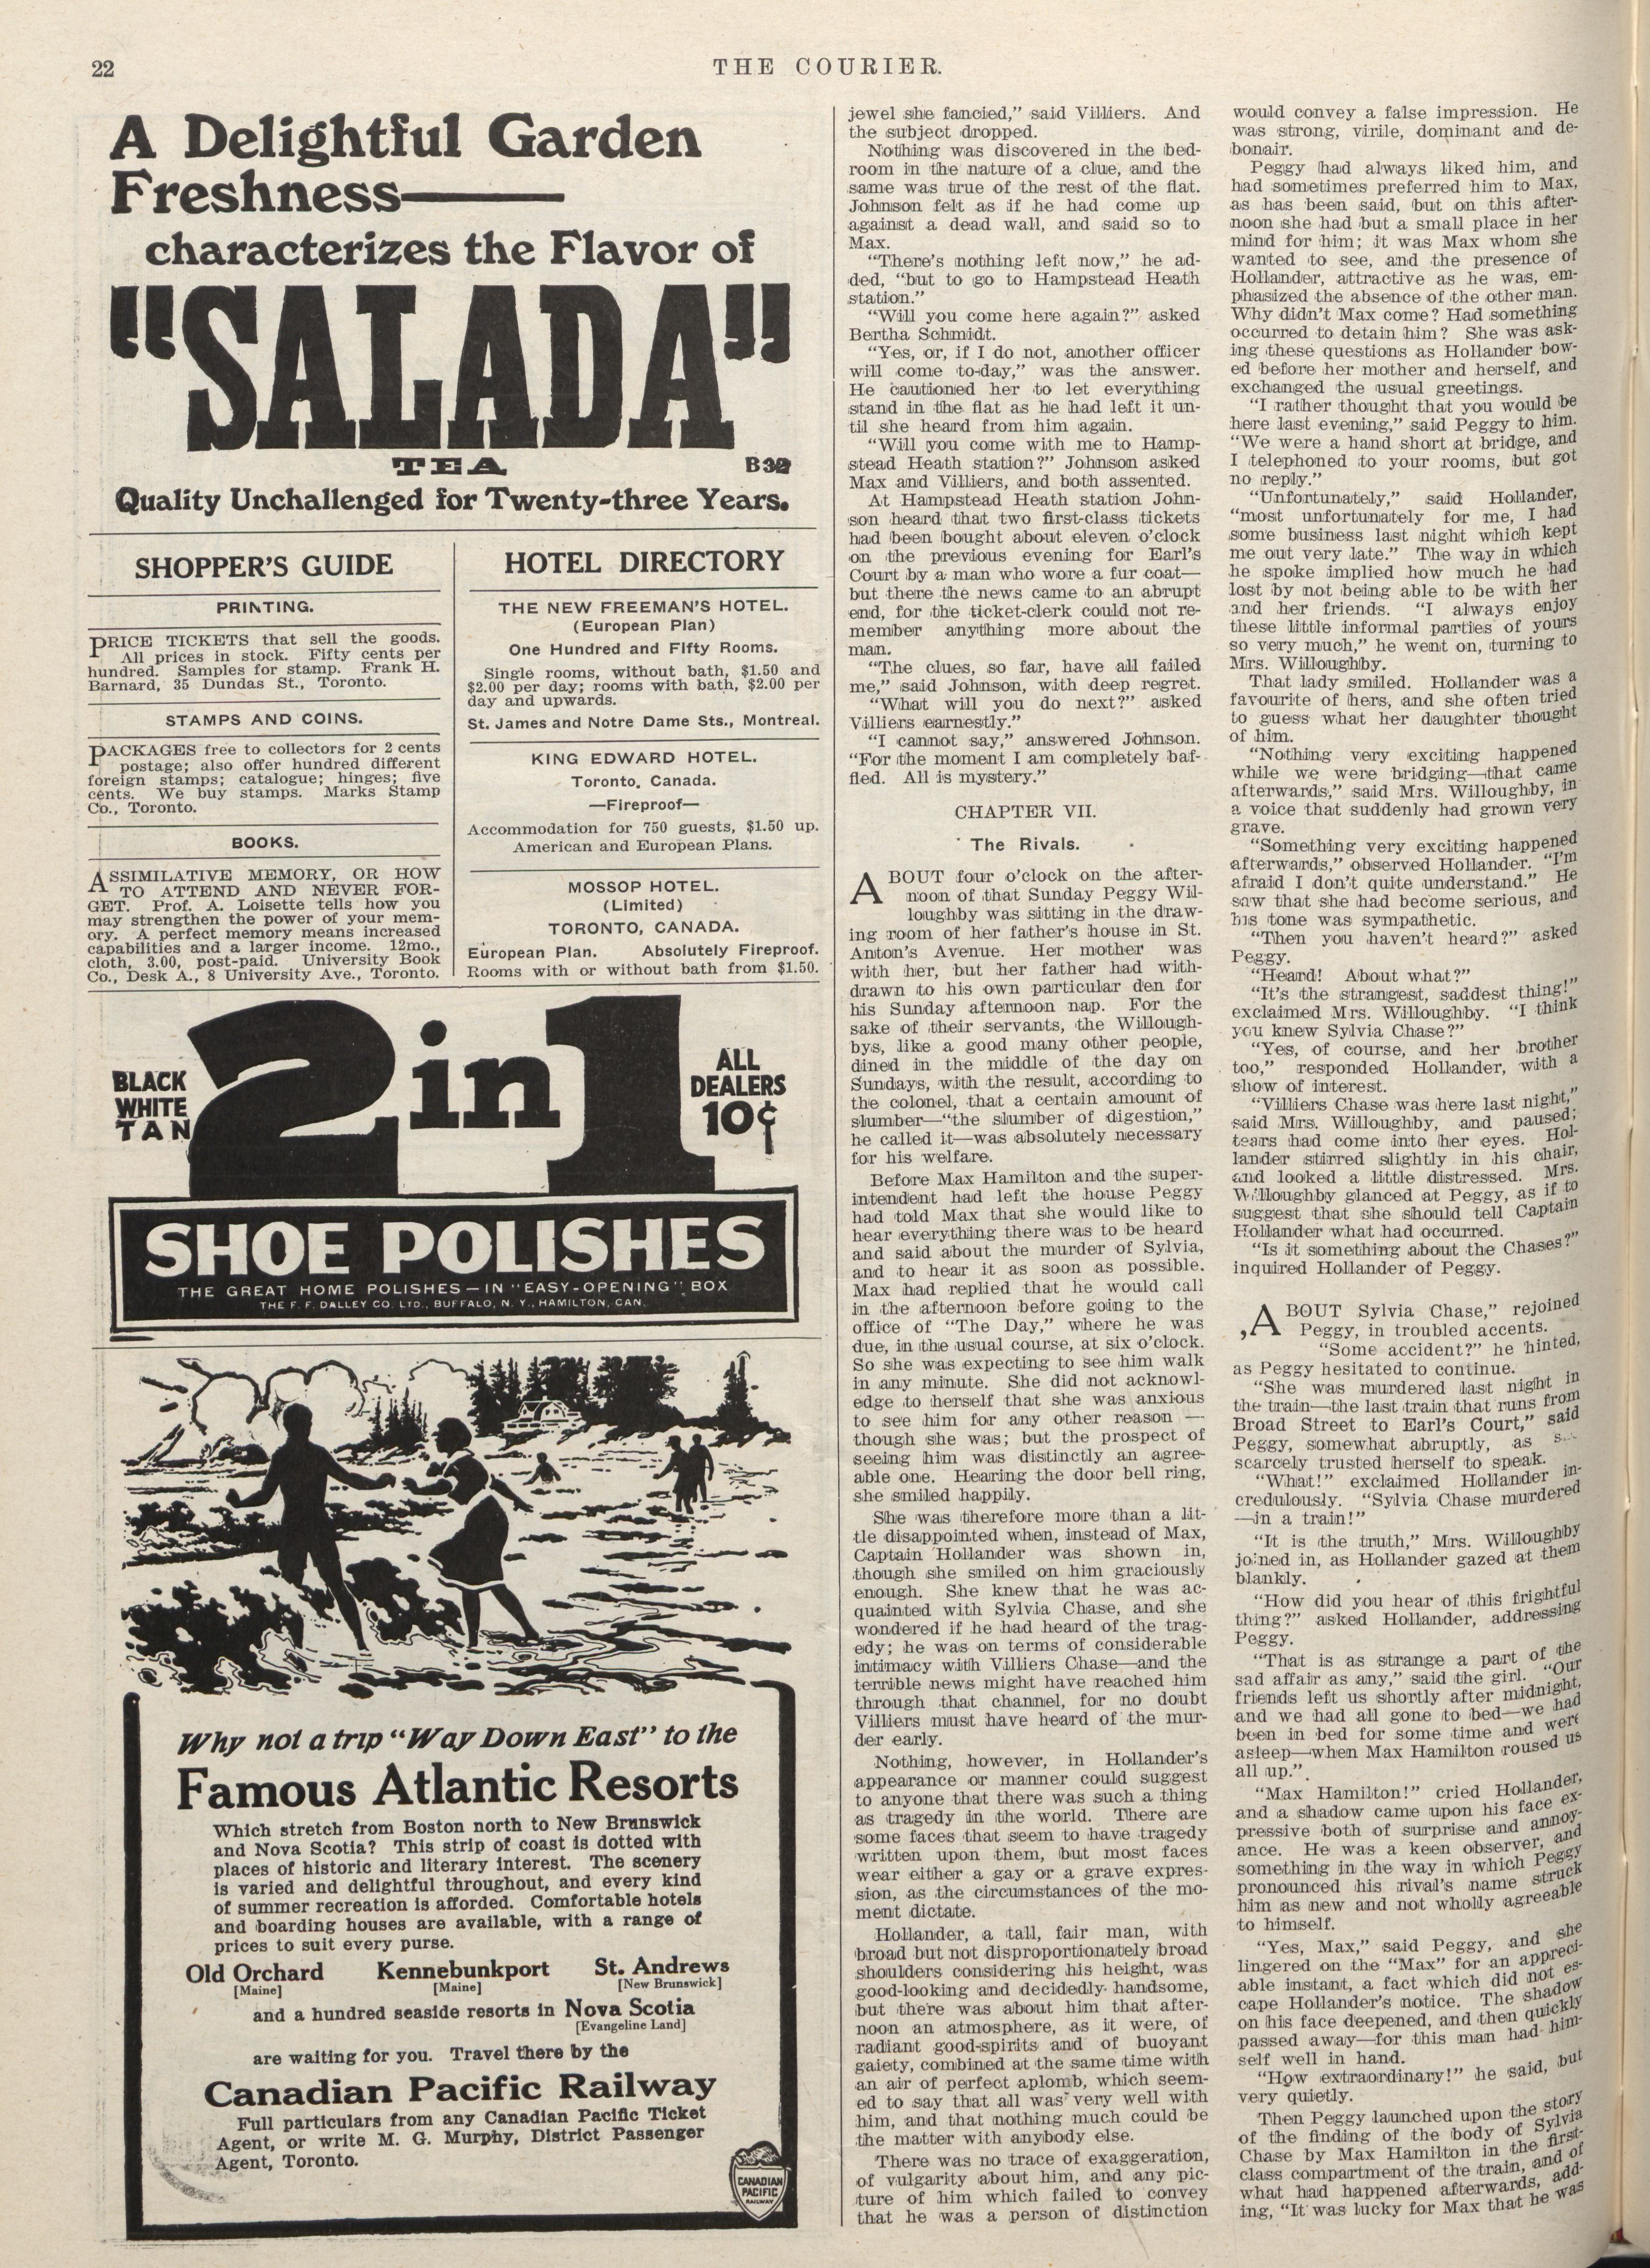 22
THE COURIER.
A Delightful Garden
Freshness——
characterizes the Flavor of
"SALADA"
TEA
B32
Quality Unchallenged for Twenty-three Years.
SHOPPER'S GUIDE
PRINTING.
PRICE TICKETS that sell the goods.
All prices in stock. Fifty cents per
hundred. Samples for stamp. Frank H.
Barnard, 35 Dundas St., Toronto.
STAMPS AND COINS.
PACKAGES free to collectors for 2 cents
postage; also offer hundred different
foreign stamps; catalogue; hinges; five
cents. We buy stamps. Marks Stamp
Co., Toronto.
BOOKS.
ASSIMILATIVE MEMORY, OR HOW
TO ATTEND AND NEVER FOR-
GET. Prof. A. Loisette tells how you
may strengthen the power of your mem-
ory. A perfect memory means increased
capabilities and a larger income. 12mo.,
cloth, 3.00, post-paid. University Book
Co., Desk A., 8 University Ave., Toronto.
HOTEL DIRECTORY
THE NEW FREEMAN'S HOTEL.
(European Plan)
One Hundred and Fifty Rooms.
Single rooms, without bath, $1.50 and
$2.00 per day; rooms with bath, $2.00 per
day and upwards.
St. James and Notre Dame Sts., Montreal.
KING EDWARD HOTEL.
Toronto, Canada.
—Fireproof—
Accommodation for 750 guests, $1.50 up.
American and European Plans.
MOSSOP HOTEL.
(Limited)
TORONTO, CANADA.
European Plan. Absolutely Fireproof.
Rooms with or without bath from $1.50.
BLACK
WHITE
TAN
2 in 1
ALL
DEALERS
10¢
SHOE POLISHES
THE GREAT HOME POLISHES — IN "EASY-OPENING" BOX
THE F. F. DALLEY CO. LTD., BUFFALO, N. Y., HAMILTON, CAN.
Why not a trip "Way Down East" to the
Famous Atlantic Resorts
Which stretch from Boston north to New Brunswick
and Nova Scotia? This strip of coast is dotted with
places of historic and literary interest. The scenery
is varied and delightful throughout, and every kind
of summer recreation is afforded. Comfortable hotels
and boarding houses are available, with a range of
prices to suit every purse.
Old Orchard Kennebunkport St. Andrews
[Maine] [Maine] [New Brunswick]
and a hundred seaside resorts in Nova Scotia
[Evangeline Land]
are waiting for you. Travel there by the
Canadian Pacific Railway
Full particulars from any Canadian Pacific Ticket
Agent, or write M. G. Murphy, District Passenger
Agent, Toronto.
CANADIAN
PACIFIC
RAILWAY
jewel she fancied," said Villiers. And
the subject dropped.
Nothing was discovered in the bed-
room in the nature of a clue, and the
same was true of the rest of the flat.
Johnson felt as if he had come up
against a dead wall, and said so to
Max.
"There's nothing left now," he ad-
ded, "but to go to Hampstead Heath
station."
"Will you come here again?" asked
Bertha Schmidt.
"Yes, or, if I do not, another officer
will come to-day," was the answer.
He cautioned her to let everything
stand in the flat as he had left it un-
til she heard from him again.
"Will you come with me to Hamp-
stead Heath station?" Johnson asked
Max and Villiers, and both assented.
At Hampstead Heath station John-
son heard that two first-class tickets
had been bought about eleven o'clock
on the previous evening for Earl's
Court by a man who wore a fur coat—
but there the news came to an abrupt
end, for the ticket-clerk could not re-
member anything more about the
man.
"The clues, so far, have all failed
me," said Johnson, with deep regret.
"What will you do next?" asked
Villiers earnestly."
"I cannot say," answered Johnson.
"For the moment I am completely baf-
fled. All is mystery."
CHAPTER VII.
The Rivals.
ABOUT four o'clock on the after-
noon of that Sunday Peggy Wil-
loughby was sitting in the draw-
ing room of her father's house in St.
Anton's Avenue. Her mother was
with her, but her father had with-
drawn to his own particular den for
his Sunday afternoon nap. For the
sake of their servants, the Willough-
bys, like a good many other people,
dined in the middle of the day on
Sundays, with the result, according to
the colonel, that a certain amount of
slumber—"the slumber of digestion,"
he called it—was absolutely necessary
for his welfare.
Before Max Hamilton and the super-
intendent had left the house Peggy
had told Max that she would like to
hear everything there was to be heard
and said about the murder of Sylvia,
and to hear it as soon as possible.
Max had replied that he would call
in the afternoon before going to the
office of "The Day," where he was
due, in the usual course, at six o'clock.
So she was expecting to see him walk
in any minute. She did not acknowl-
edge to herself that she was anxious
to see him for any other reason —
though she was; but the prospect of
seeing him was distinctly an agree-
able one. Hearing the door bell ring,
she smiled happily.
She was therefore more than a lit-
tle disappointed when, instead of Max,
Captain Hollander was shown in,
though she smiled on him graciously
enough. She knew that he was ac-
quainted with Sylvia Chase, and she
wondered if he had heard of the trag-
edy; he was on terms of considerable
intimacy with Villiers Chase—and the
terrible news might have reached him
through that channel, for no doubt
Villiers must have heard of the mur-
der early.
Nothing, however, in Hollander's
appearance or manner could suggest
to anyone that there was such a thing
as tragedy in the world. There are
some faces that seem to have tragedy
written upon them, but most faces
wear either a gay or a grave expres-
sion, as the circumstances of the mo-
ment dictate.
Hollander, a tall, fair man, with
broad but not disproportionately broad
shoulders considering his height, was
good-looking and decidedly handsome,
but there was about him that after-
noon an atmosphere, as it were, of
radiant good-spirits and of buoyant
gaiety, combined at the same time with
an air of perfect aplomb, which seem-
ed to say that all was very well with
him, and that nothing much could be
the matter with anybody else.
There was no trace of exaggeration,
of vulgarity about him, and any pic-
ture of him which failed to convey
that he was a person of distinction
would convey a false impression. He
was strong, virile, dominant and de-
bonair.
Peggy had always liked him, and
had sometimes preferred him to Max,
as has been said, but on this after-
noon she had but a small place in her
mind for him; it was Max whom she
wanted to see, and the presence of
Hollander, attractive as he was, em-
phasized the absence of the other man.
Why didn't Max come? Had something
occurred to detain him? She was ask-
ing these questions as Hollander bow-
ed before her mother and herself, and
exchanged the usual greetings.
"I rather thought that you would be
here last evening," said Peggy to him.
"We were a hand short at bridge, and
I telephoned to your rooms, but got
no reply."
"Unfortunately," said Hollander,
"most unfortunately for me, I had
some business last night which kept
me out very late." The way in which
he spoke implied how much he had
lost by not being able to be with her
and her friends. "I always enjoy
these little informal parties of yours
so very much," he went on, turning to
Mrs. Willoughby.
That lady smiled. Hollander was a
favourite of hers, and she often tried
to guess what her daughter thought
of him.
"Nothing very exciting happened
while we were bridging—that came
afterwards," said Mrs. Willoughby, in
a voice that suddenly had grown very
grave.
"Something very exciting happened
afterwards," observed Hollander. "I'm
afraid I don't quite understand." He
saw that she had become serious, and
his tone was sympathetic.
"Then you haven't heard?" asked
Peggy.
"Heard! About what?"
"It's the strangest, saddest thing!"
exclaimed Mrs. Willoughby. "I think
you knew Sylvia Chase?"
"Yes, of course, and her brother
too," responded Hollander, with a
show of interest.
"Villiers Chase was here last night,"
said Mrs. Willoughby, and paused;
tears had come into her eyes. Hol-
lander stirred slightly in his chair,
and looked a little distressed. Mrs.
Willoughby glanced at Peggy, as if to
suggest that she should tell Captain
Hollander what had occurred.
"Is it something about the Chases?"
inquired Hollander of Peggy.
,ABOUT Sylvia Chase," rejoined
Peggy, in troubled accents.
"Some accident?" he hinted,
as Peggy hesitated to continue.
"She was murdered last night in
the train—the last train that runs from
Broad Street to Earl's Court," said
Peggy, somewhat abruptly, as
scarcely trusted herself to speak.
"What!" exclaimed Hollander in-
credulously. "Sylvia Chase murdered
—in a train!"
"It is the truth," Mrs. Willoughby
joined in, as Hollander gazed at them
blankly.
"How did you hear of this frightful
thing?" asked Hollander, addressing
Peggy.
"That is as strange a part of the
sad affair as any," said the girl. "Our
friends left us shortly after midnight,
and we had all gone to bed—we had
been in bed for some time and were
asleep—when Max Hamilton roused us
all up."
"Max Hamilton!" cried Hollander,
and a shadow came upon his face ex-
pressive both of surprise and annoy-
ance. He was a keen observer, and
something in the way in which Peggy
pronounced his rival's name struck
him as new and not wholly agreeable
to himself.
"Yes, Max," said Peggy, and she
lingered on the "Max" for an appreci-
able instant, a fact which did not es-
cape Hollander's notice. The shadow
on his face deepened, and then quickly
passed away—for this man had him-
self well in hand.
"How extraordinary!" he said, but
very quietly.
Then Peggy launched upon the story
of the finding of the body of Sylvia
Chase by Max Hamilton in the first-
class compartment of the train, and of
what had happened afterwards, add-
ing, "It was lucky for Max that he was